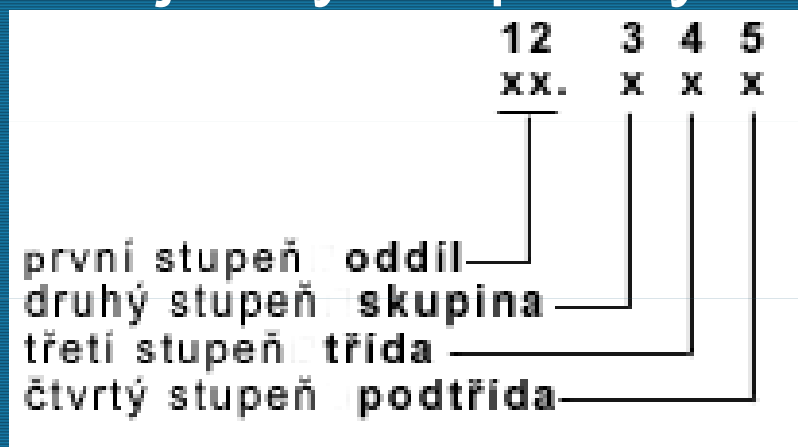 12 3 4 5
xx. x x x
první stupeň oddíl
druhý stupeň skupina
třetí stupeň třída
čtvrtý stupeň podtřída